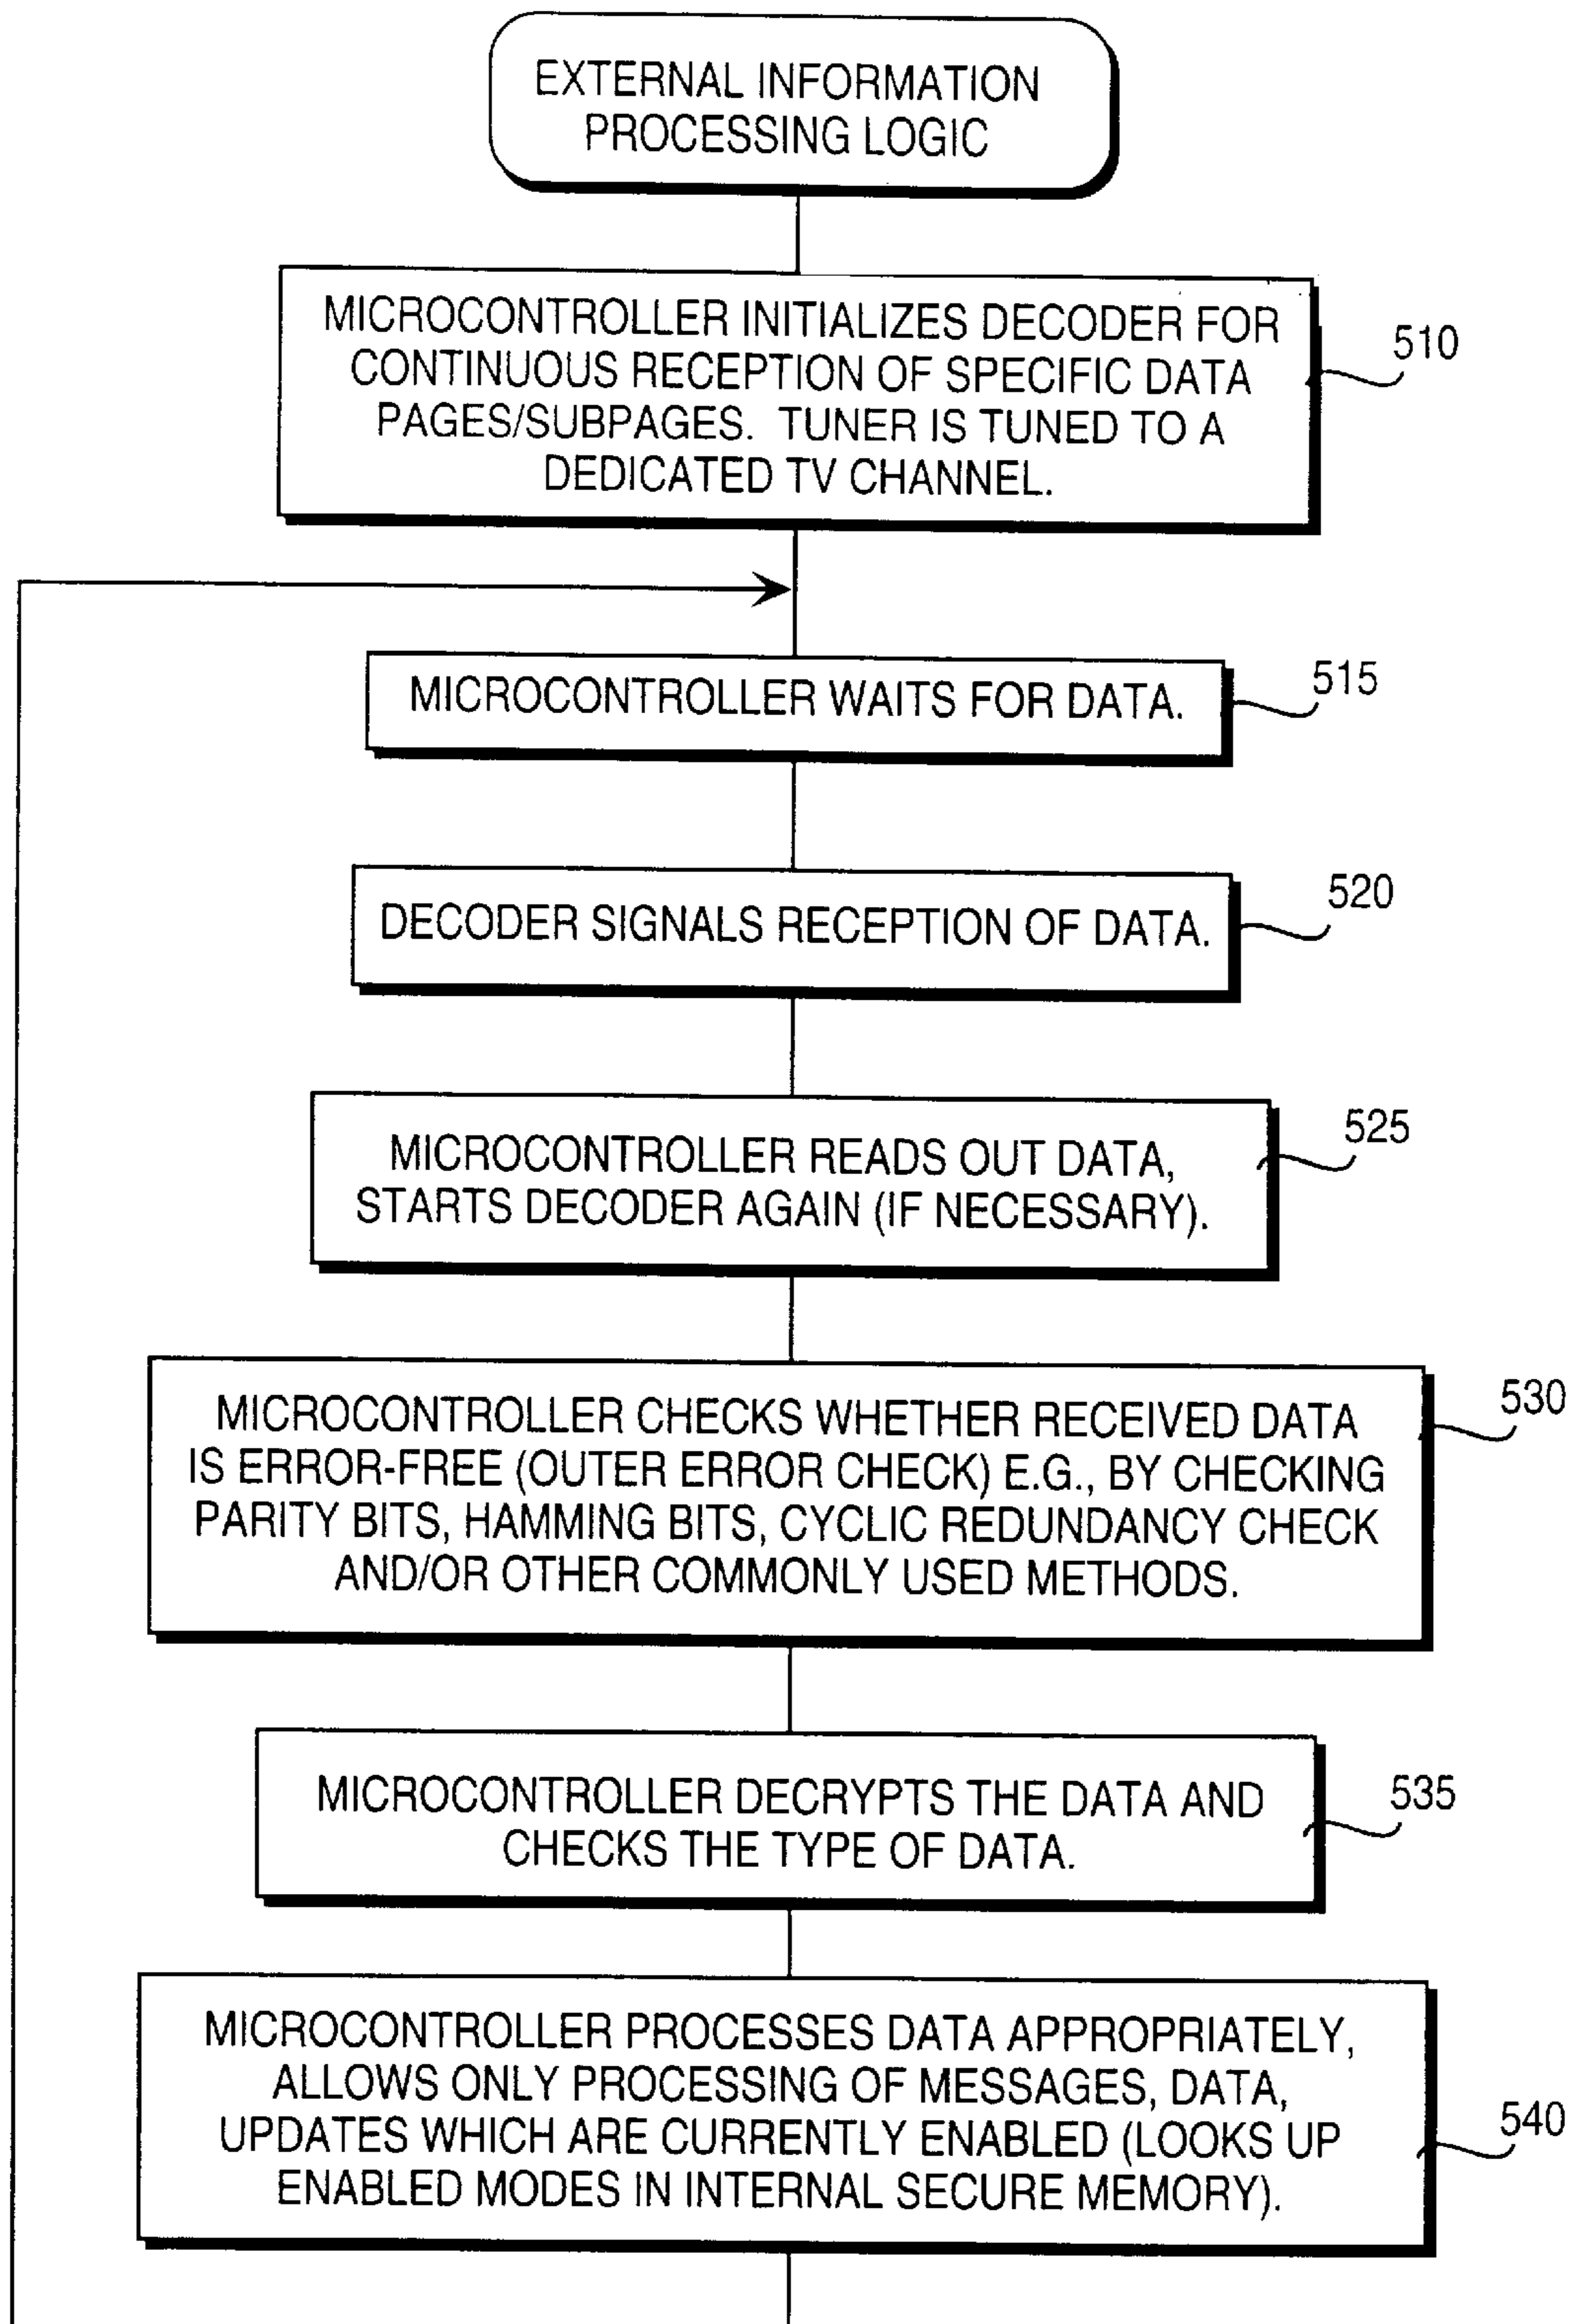 EXTERNAL INFORMATION
PROCESSING LOGIC
MICROCONTROLLER INITIALIZES DECODER FOR
CONTINUOUS RECEPTION OF SPECIFIC DATA
PAGES/SUBPAGES. TUNER IS TUNED TO A
DEDICATED TV CHANNEL.
510
MICROCONTROLLER WAITS FOR DATA.
515
DECODER SIGNALS RECEPTION OF DATA.
520
MICROCONTROLLER READS OUT DATA,
STARTS DECODER AGAIN (IF NECESSARY).
525
MICROCONTROLLER CHECKS WHETHER RECEIVED DATA
IS ERROR-FREE (OUTER ERROR CHECK) E.G., BY CHECKING
PARITY BITS, HAMMING BITS, CYCLIC REDUNDANCY CHECK
AND/OR OTHER COMMONLY USED METHODS.
530
MICROCONTROLLER DECRYPTS THE DATA AND
CHECKS THE TYPE OF DATA.
535
MICROCONTROLLER PROCESSES DATA APPROPRIATELY,
ALLOWS ONLY PROCESSING OF MESSAGES, DATA,
UPDATES WHICH ARE CURRENTLY ENABLED (LOOKS UP
ENABLED MODES IN INTERNAL SECURE MEMORY).
540